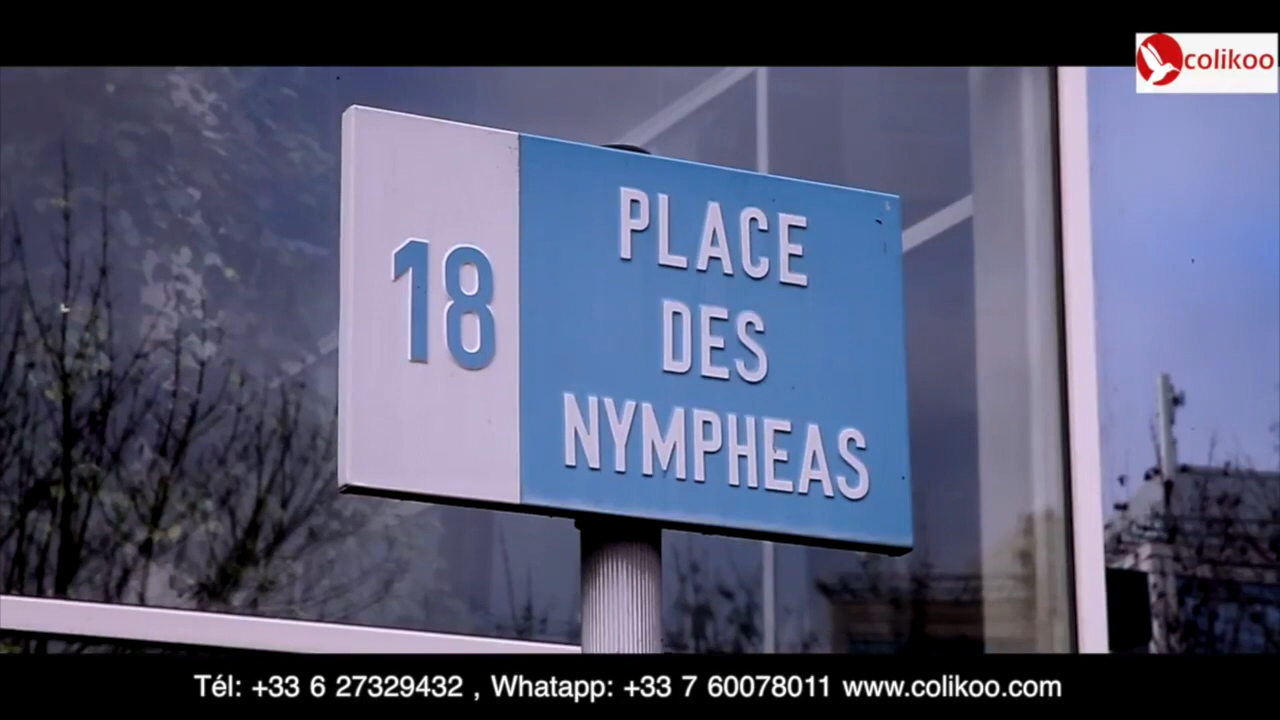 colikoo
18
PLACE
DES
NYMPHEAS
Tél: +33 6 27329432 , Whatapp: +33 7 60078011 www.colikoo.com